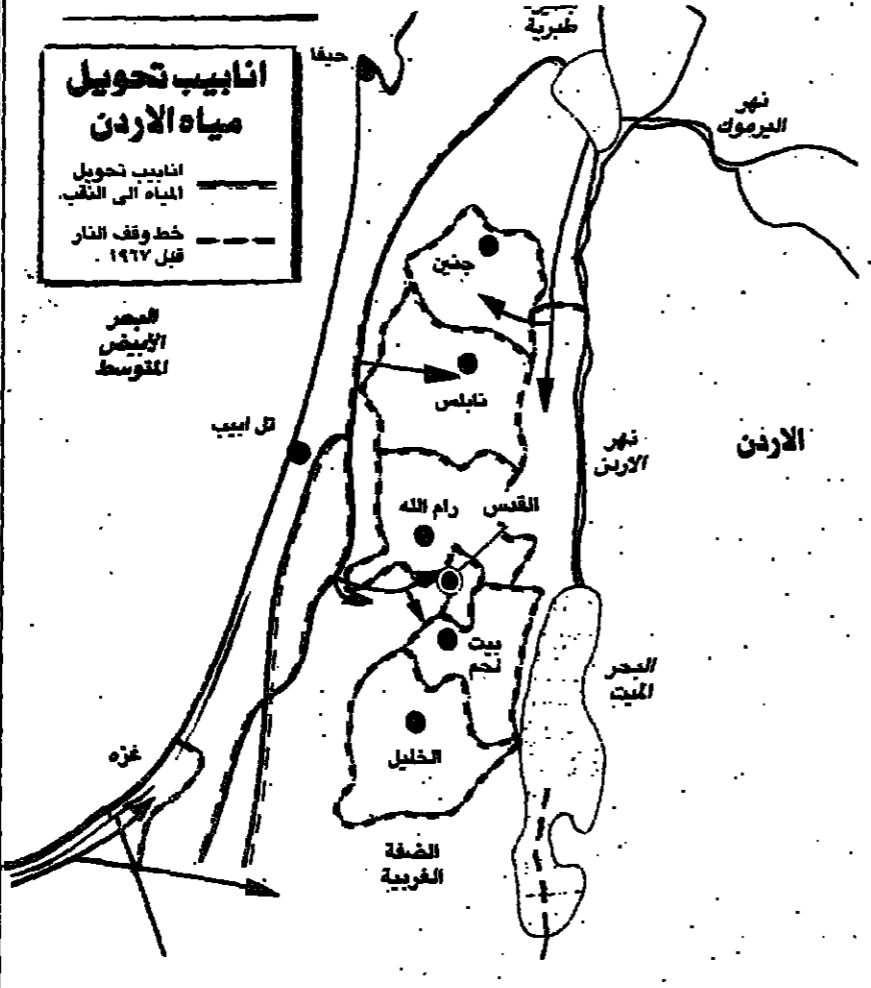 انابيب تحويل
مياه الاردن
انابيب تحويل
المياه الى النقب.
خط وقف النار
قبل ١٩٦٧ .
طبرية
حيفا
نهر
اليرموك
جنين
البحر
الابيض
المتوسط
نابلس
تل ابيب
نهر
الاردن
الاردن
رام الله
القدس
بيت
لحم
البحر
الميت
غزه
الخليل
الضفة
الغربية